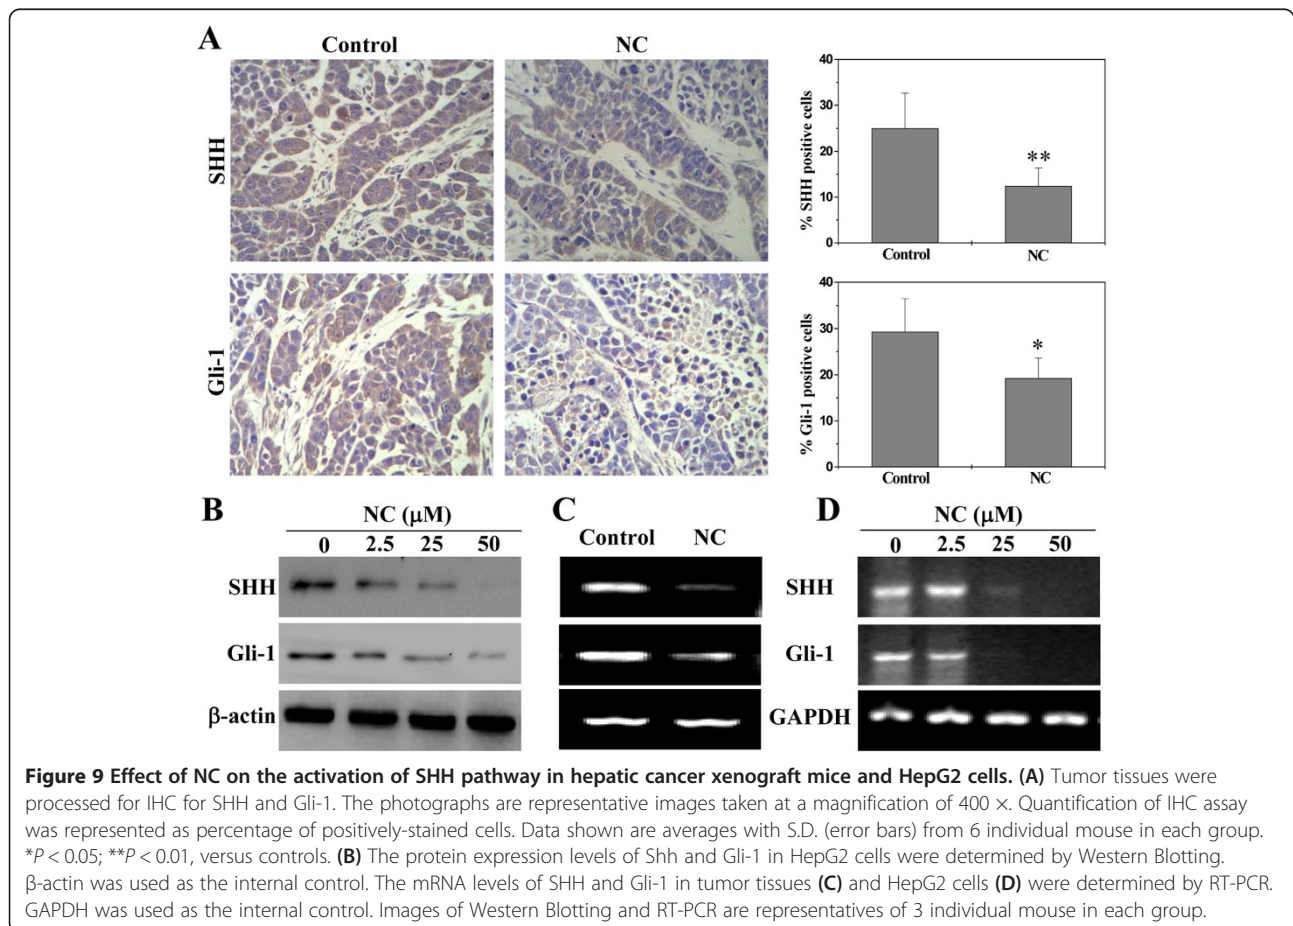 A
Control
NC
SHH
Gli-1
40
30
20
10
0
% SHH positive cells
**
Control
NC
40
30
20
10
0
% Gli-1 positive cells
*
Control
NC
B
NC (μM)
0 2.5 25 50
SHH
Gli-1
β-actin
C
Control NC
D
NC (μM)
0 2.5 25 50
SHH
Gli-1
GAPDH
Figure 9 Effect of NC on the activation of SHH pathway in hepatic cancer xenograft mice and HepG2 cells. (A) Tumor tissues were
processed for IHC for SHH and Gli-1. The photographs are representative images taken at a magnification of 400 ×. Quantification of IHC assay
was represented as percentage of positively-stained cells. Data shown are averages with S.D. (error bars) from 6 individual mouse in each group.
*P < 0.05; **P < 0.01, versus controls. (B) The protein expression levels of Shh and Gli-1 in HepG2 cells were determined by Western Blotting.
β-actin was used as the internal control. The mRNA levels of SHH and Gli-1 in tumor tissues (C) and HepG2 cells (D) were determined by RT-PCR.
GAPDH was used as the internal control. Images of Western Blotting and RT-PCR are representatives of 3 individual mouse in each group.